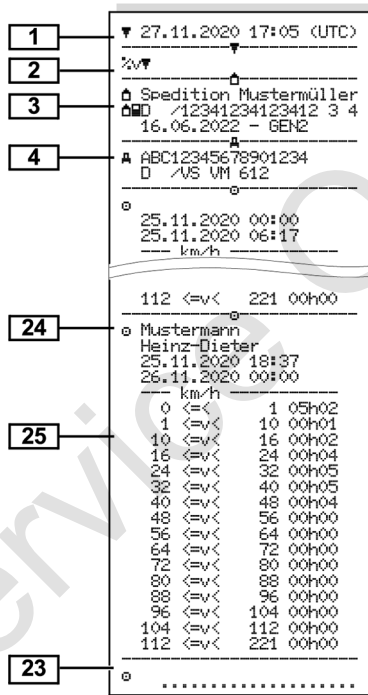 1
▼ 27.11.2020 17:05 (UTC)
2
%v▼
3
Spedition Mustermüller
D /12341234123412 3 4
16.06.2022 - GEN2
4
A ABC12345678901234
D /VS VM 612
25.11.2020 00:00
25.11.2020 06:17
--- km/h ---
112 <=v< 221 00h00
24
Mustermann
Heinz-Dieter
25.11.2020 18:37
26.11.2020 00:00
--- km/h ---
0 <=< 1 05h02
1 <=v< 10 00h01
25
10 <=v< 16 00h02
16 <=v< 24 00h04
24 <=v< 32 00h05
32 <=v< 40 00h05
40 <=v< 48 00h04
48 <=v< 56 00h00
56 <=v< 64 00h00
64 <=v< 72 00h00
72 <=v< 80 00h00
80 <=v< 88 00h00
88 <=v< 96 00h00
96 <=v< 104 00h00
104 <=v< 112 00h00
112 <=v< 221 00h00
23
....................